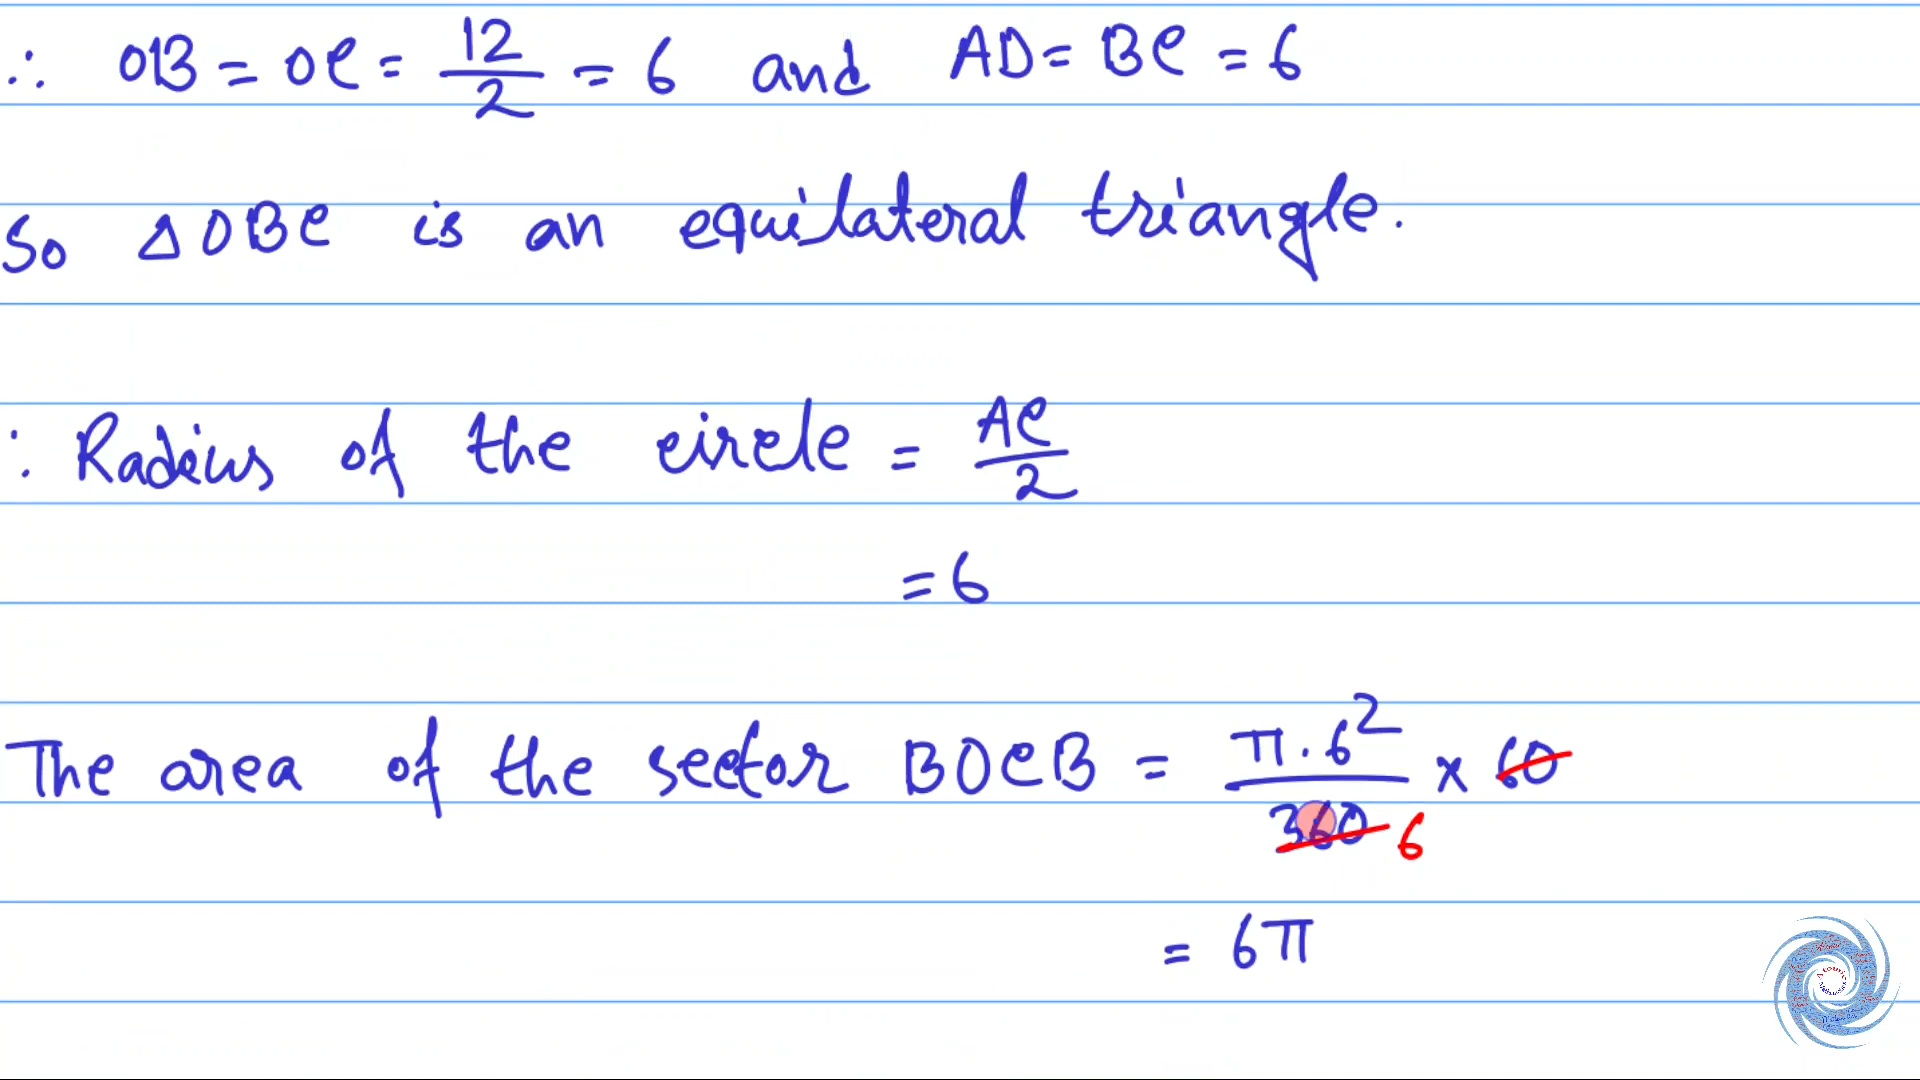 ∴ OB = OC = 12/2 = 6 and AD = BC = 6
So △OBC is an equilateral triangle.
∵ Radius of the circle = AC/2
= 6
The area of the sector BOCB = π·6²/360 6 × 60
= 6π